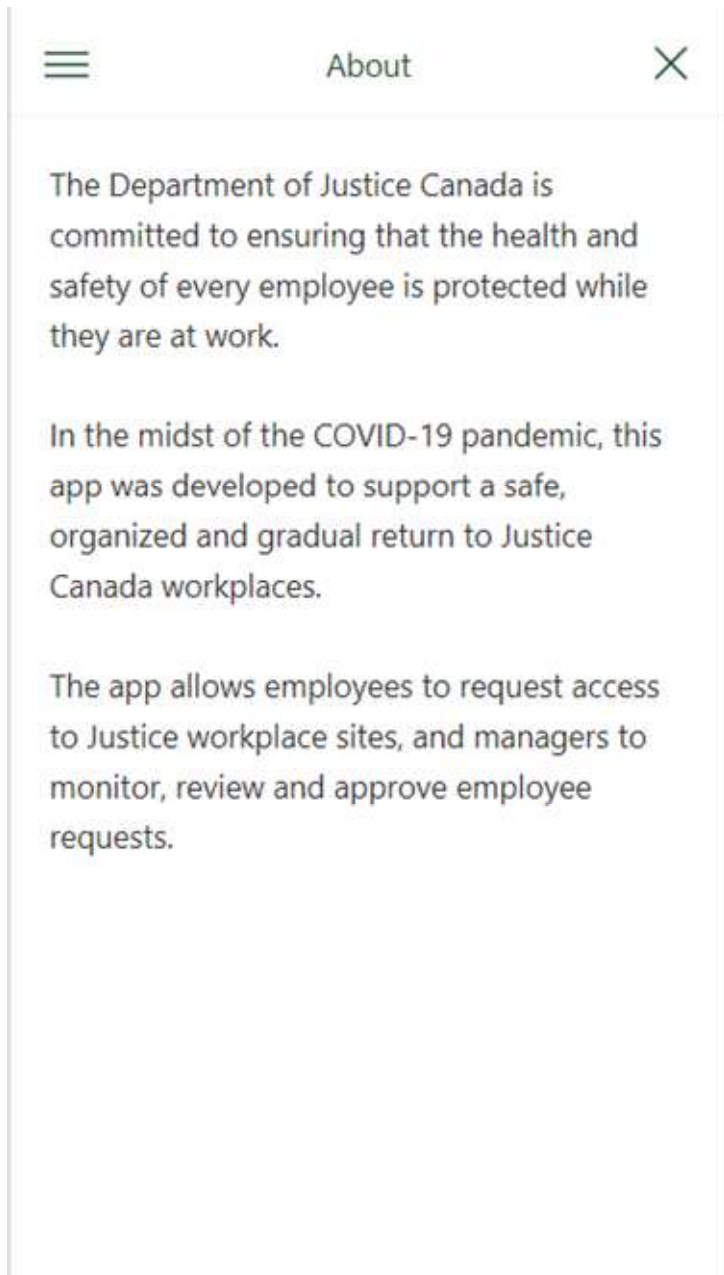 About
The Department of Justice Canada is
committed to ensuring that the health and
safety of every employee is protected while
they are at work.
In the midst of the COVID-19 pandemic, this
app was developed to support a safe,
organized and gradual return to Justice
Canada workplaces.
The app allows employees to request access
to Justice workplace sites, and managers to
monitor, review and approve employee
requests.